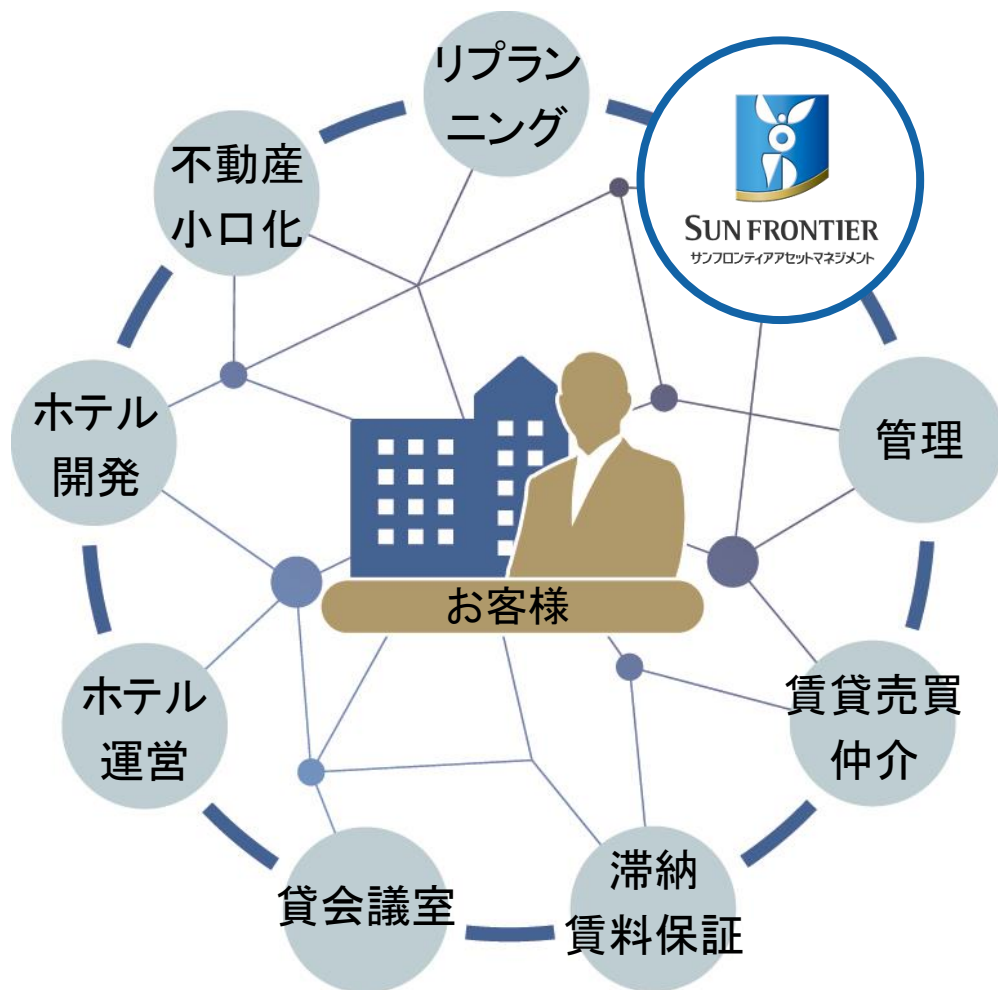 リプラン
ニング
SUN FRONTIER
サンフロンティアアセットマネジメント
不動産
小口化
ホテル
開発
管理
お客様
ホテル
運営
賃貸売買
仲介
貸会議室
滞納
賃料保証